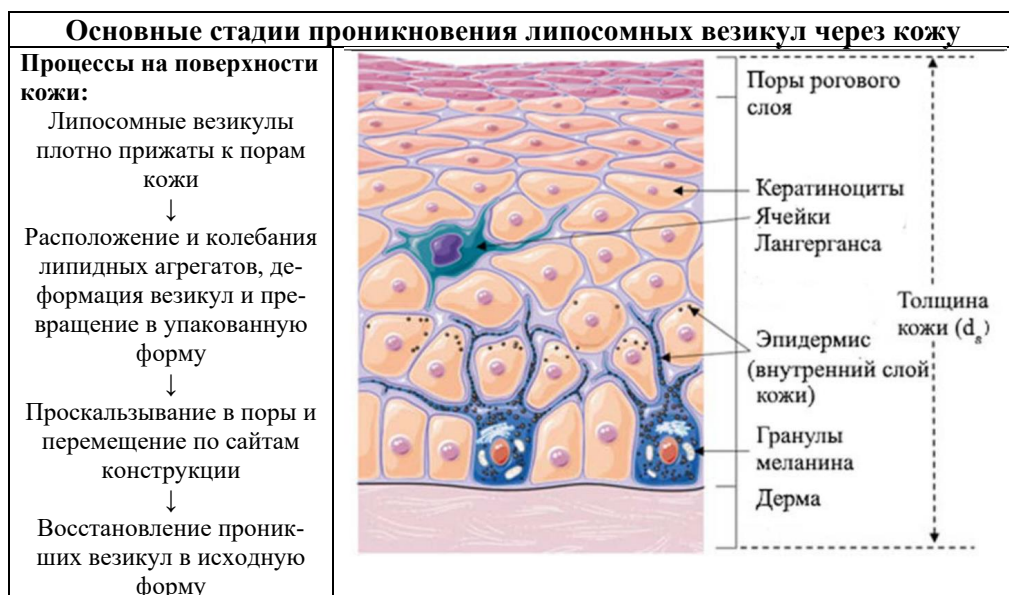 Основные стадии проникновения липосомных везикул через кожу
Процессы на поверхности
кожи:
Липосомные везикулы
плотно прижаты к порам
кожи
↓
Расположение и колебания
липидных агрегатов, де-
формация везикул и пре-
вращение в упакованную
форму
↓
Проскальзывание в поры и
перемещение по сайтам
конструкции
↓
Восстановление проник-
ших везикул в исходную
форму
Поры рогового
слоя
Кератиноциты
Ячейки
Лангерганса
Эпидермис
(внутренний слой
кожи)
Гранулы
меланина
Дерма
Толщина
кожи (ds)